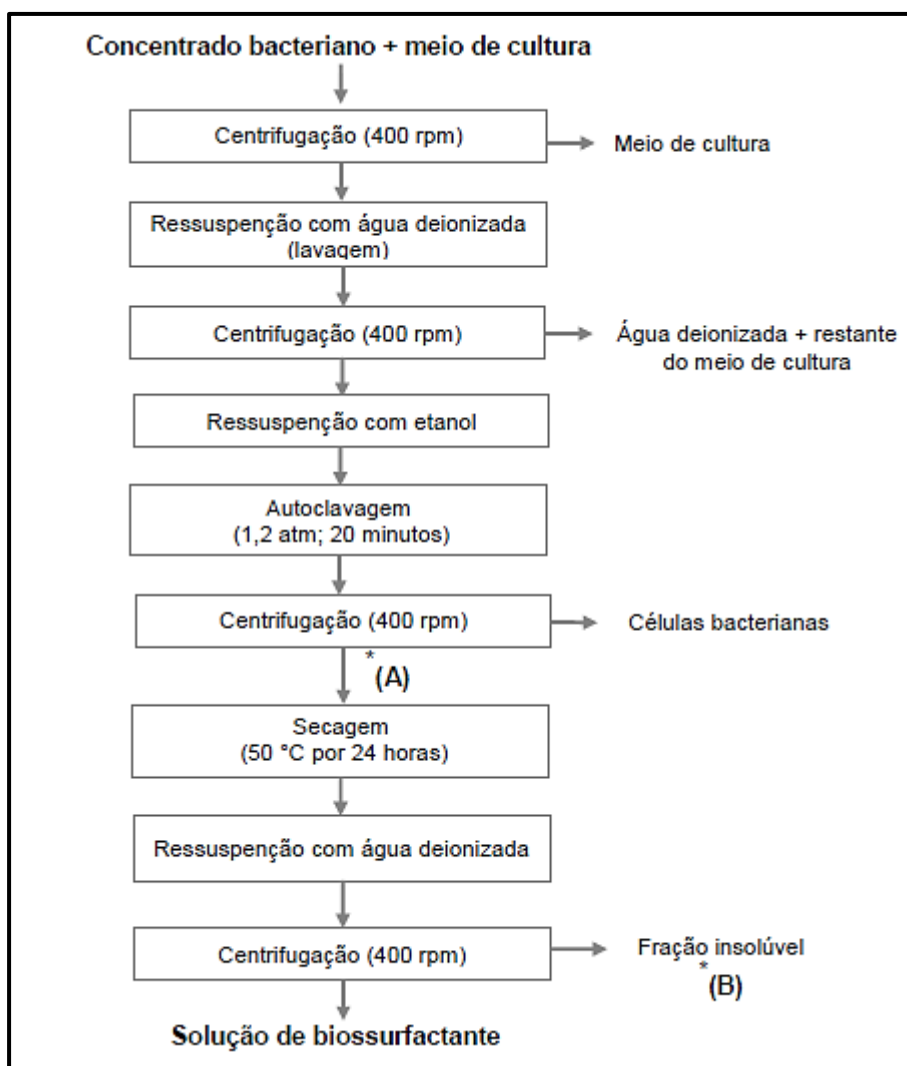 Concentrado bacteriano + meio de cultura
Centrifugação (400 rpm)
Meio de cultura
Ressuspenção com água deionizada
(lavagem)
Centrifugação (400 rpm)
Água deionizada + restante
do meio de cultura
Ressuspenção com etanol
Autoclavagem
(1,2 atm; 20 minutos)
Centrifugação (400 rpm)
Células bacterianas
*(A)
Secagem
(50 °C por 24 horas)
Ressuspenção com água deionizada
Centrifugação (400 rpm)
Fração insolúvel
*(B)
Solução de biossurfactante